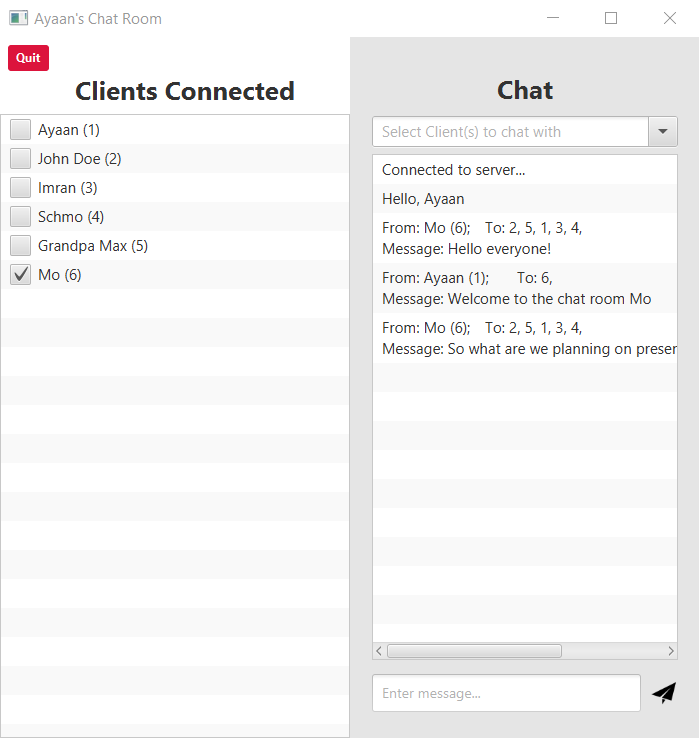 Ayaan's Chat Room
Quit
Clients Connected
Ayaan (1)
John Doe (2)
Imran (3)
Schmo (4)
Grandpa Max (5)
Mo (6)
Chat
Select Client(s) to chat with
Connected to server...
Hello, Ayaan
From: Mo (6); To: 2, 5, 1, 3, 4,
Message: Hello everyone!
From: Ayaan (1); To: 6,
Message: Welcome to the chat room Mo
From: Mo (6); To: 2, 5, 1, 3, 4,
Message: So what are we planning on
Enter message...